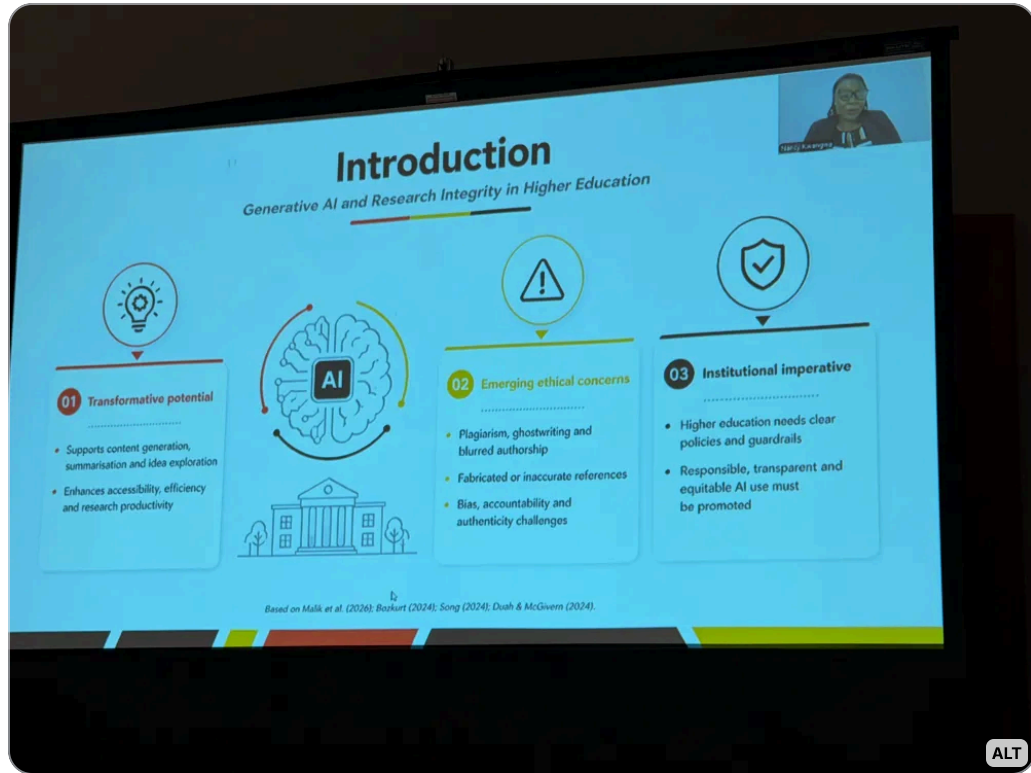 Introduction
Generative AI and Research Integrity in Higher Education
01 Transformative potential
• Supports content generation,
summarisation and idea exploration
• Enhances accessibility, efficiency
and research productivity
AI
02 Emerging ethical concerns
• Plagiarism, ghostwriting and
blurred authorship
• Fabricated or inaccurate references
• Bias, accountability and
authenticity challenges
03 Institutional imperative
• Higher education needs clear
policies and guardrails
• Responsible, transparent and
equitable AI use must
be promoted
Based on Malik et al. (2026); Bozkurt (2024); Song (2024); Duah & McGivern (2024).
ALT